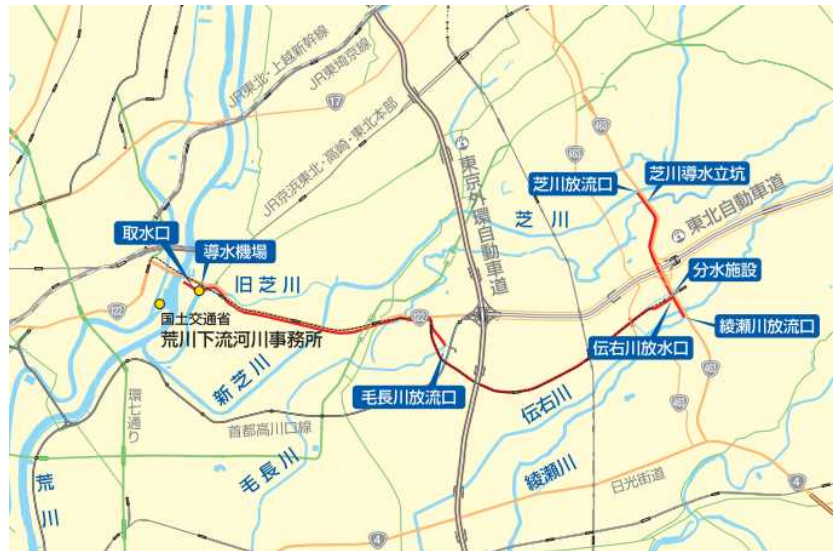 JR東北・上越新幹線
JR東埼京線
17
JR京浜東北・高崎・東北本部
東京外環自動車道
463
芝川放流口
芝川導水立坑
芝川
東北自動車道
取水口
導水機場
分水施設
旧芝川
122
122
国土交通省
荒川下流河川事務所
綾瀬川放流口
伝右川放水口
新芝川
毛長川放流口
伝右川
環七通り
首都高川口線
毛長川
綾瀬川
日光街道
荒川
4
4